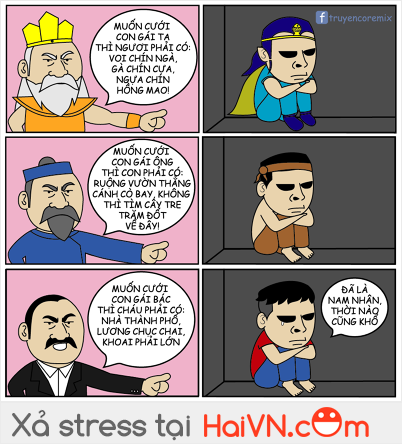 MUỐN CƯỚI
CON GÁI TA
THÌ NGƯƠI PHẢI CÓ:
VOI CHÍN NGÀ,
GÀ CHÍN CỰA,
NGỰA CHÍN
HỒNG MAO!
truyencoremix
MUỐN CƯỚI
CON GÁI ÔNG
THÌ CON PHẢI CÓ:
RUỘNG VƯỜN THẲNG
CÁNH CÒ BAY, KHÔNG
THÌ TÌM CÂY TRE
TRĂM ĐỐT
VỀ ĐÂY!
MUỐN CƯỚI
CON GÁI BÁC
THÌ CHÁU PHẢI CÓ:
NHÀ THÀNH PHỐ,
LƯƠNG CHỤC CHAI,
KHOAI PHẢI LỚN
ĐÃ LÀ
NAM NHÂN,
THỜI NÀO
CŨNG KHỔ
Xả stress tại HaiVN.com